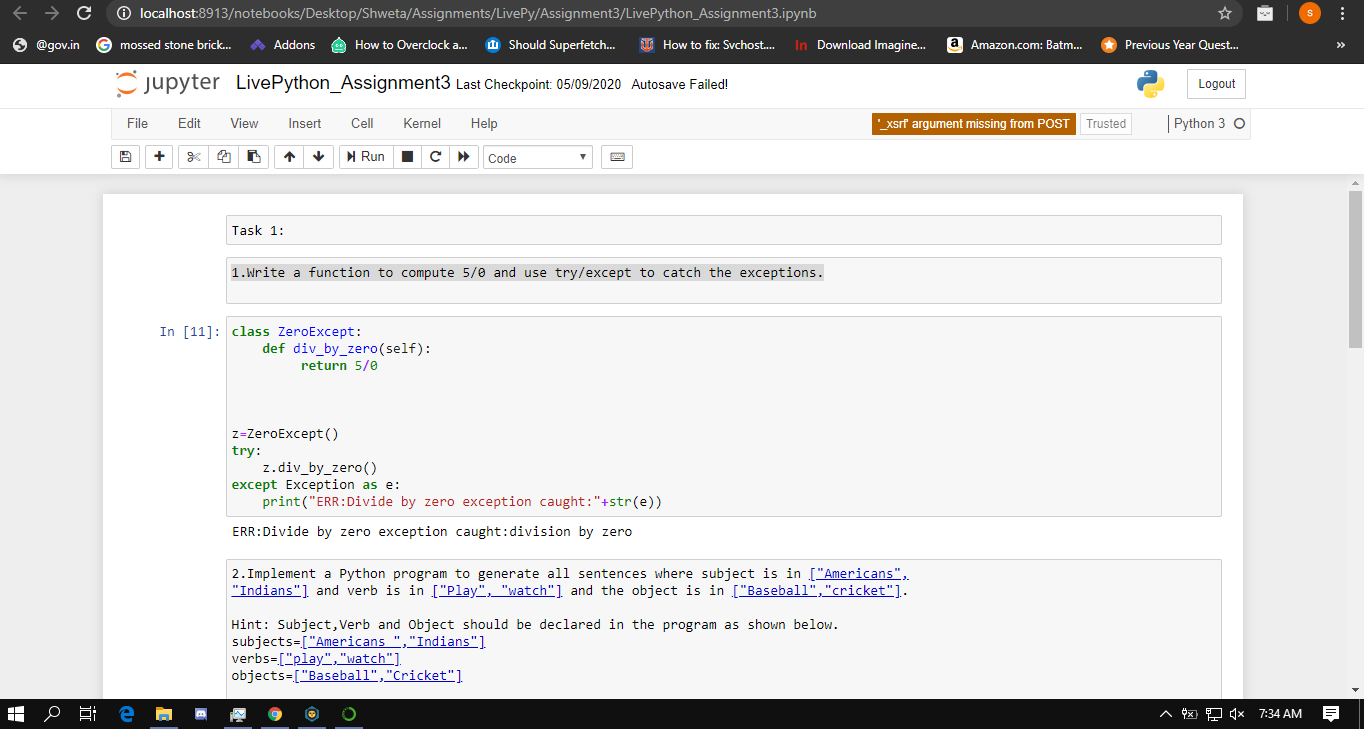 localhost:8913/notebooks/Desktop/Shweta/Assignments/LivePy/Assignment3/LivePython_Assignment3.ipynb
S
@gov.in mossed stone brick... Addons How to Overclock a... Should Superfetch... How to fix: Svchost.... In Download Imagine... a Amazon.com: Batm... Previous Year Quest... »
jupyter LivePython_Assignment3 Last Checkpoint: 05/09/2020 Autosave Failed! Logout
File Edit View Insert Cell Kernel Help '_xsrf' argument missing from POST Trusted Python 3
Run Code
Task 1:
1.Write a function to compute 5/0 and use try/except to catch the exceptions.
In [11]: class ZeroExcept:
def div_by_zero(self):
return 5/0
z=ZeroExcept()
try:
z.div_by_zero()
except Exception as e:
print("ERR:Divide by zero exception caught:"+str(e))
ERR:Divide by zero exception caught:division by zero
2.Implement a Python program to generate all sentences where subject is in ["Americans",
"Indians"] and verb is in ["Play", "watch"] and the object is in ["Baseball","cricket"].
Hint: Subject,Verb and Object should be declared in the program as shown below.
subjects=["Americans ","Indians"]
verbs=["play","watch"]
objects=["Baseball","Cricket"]
7:34 AM